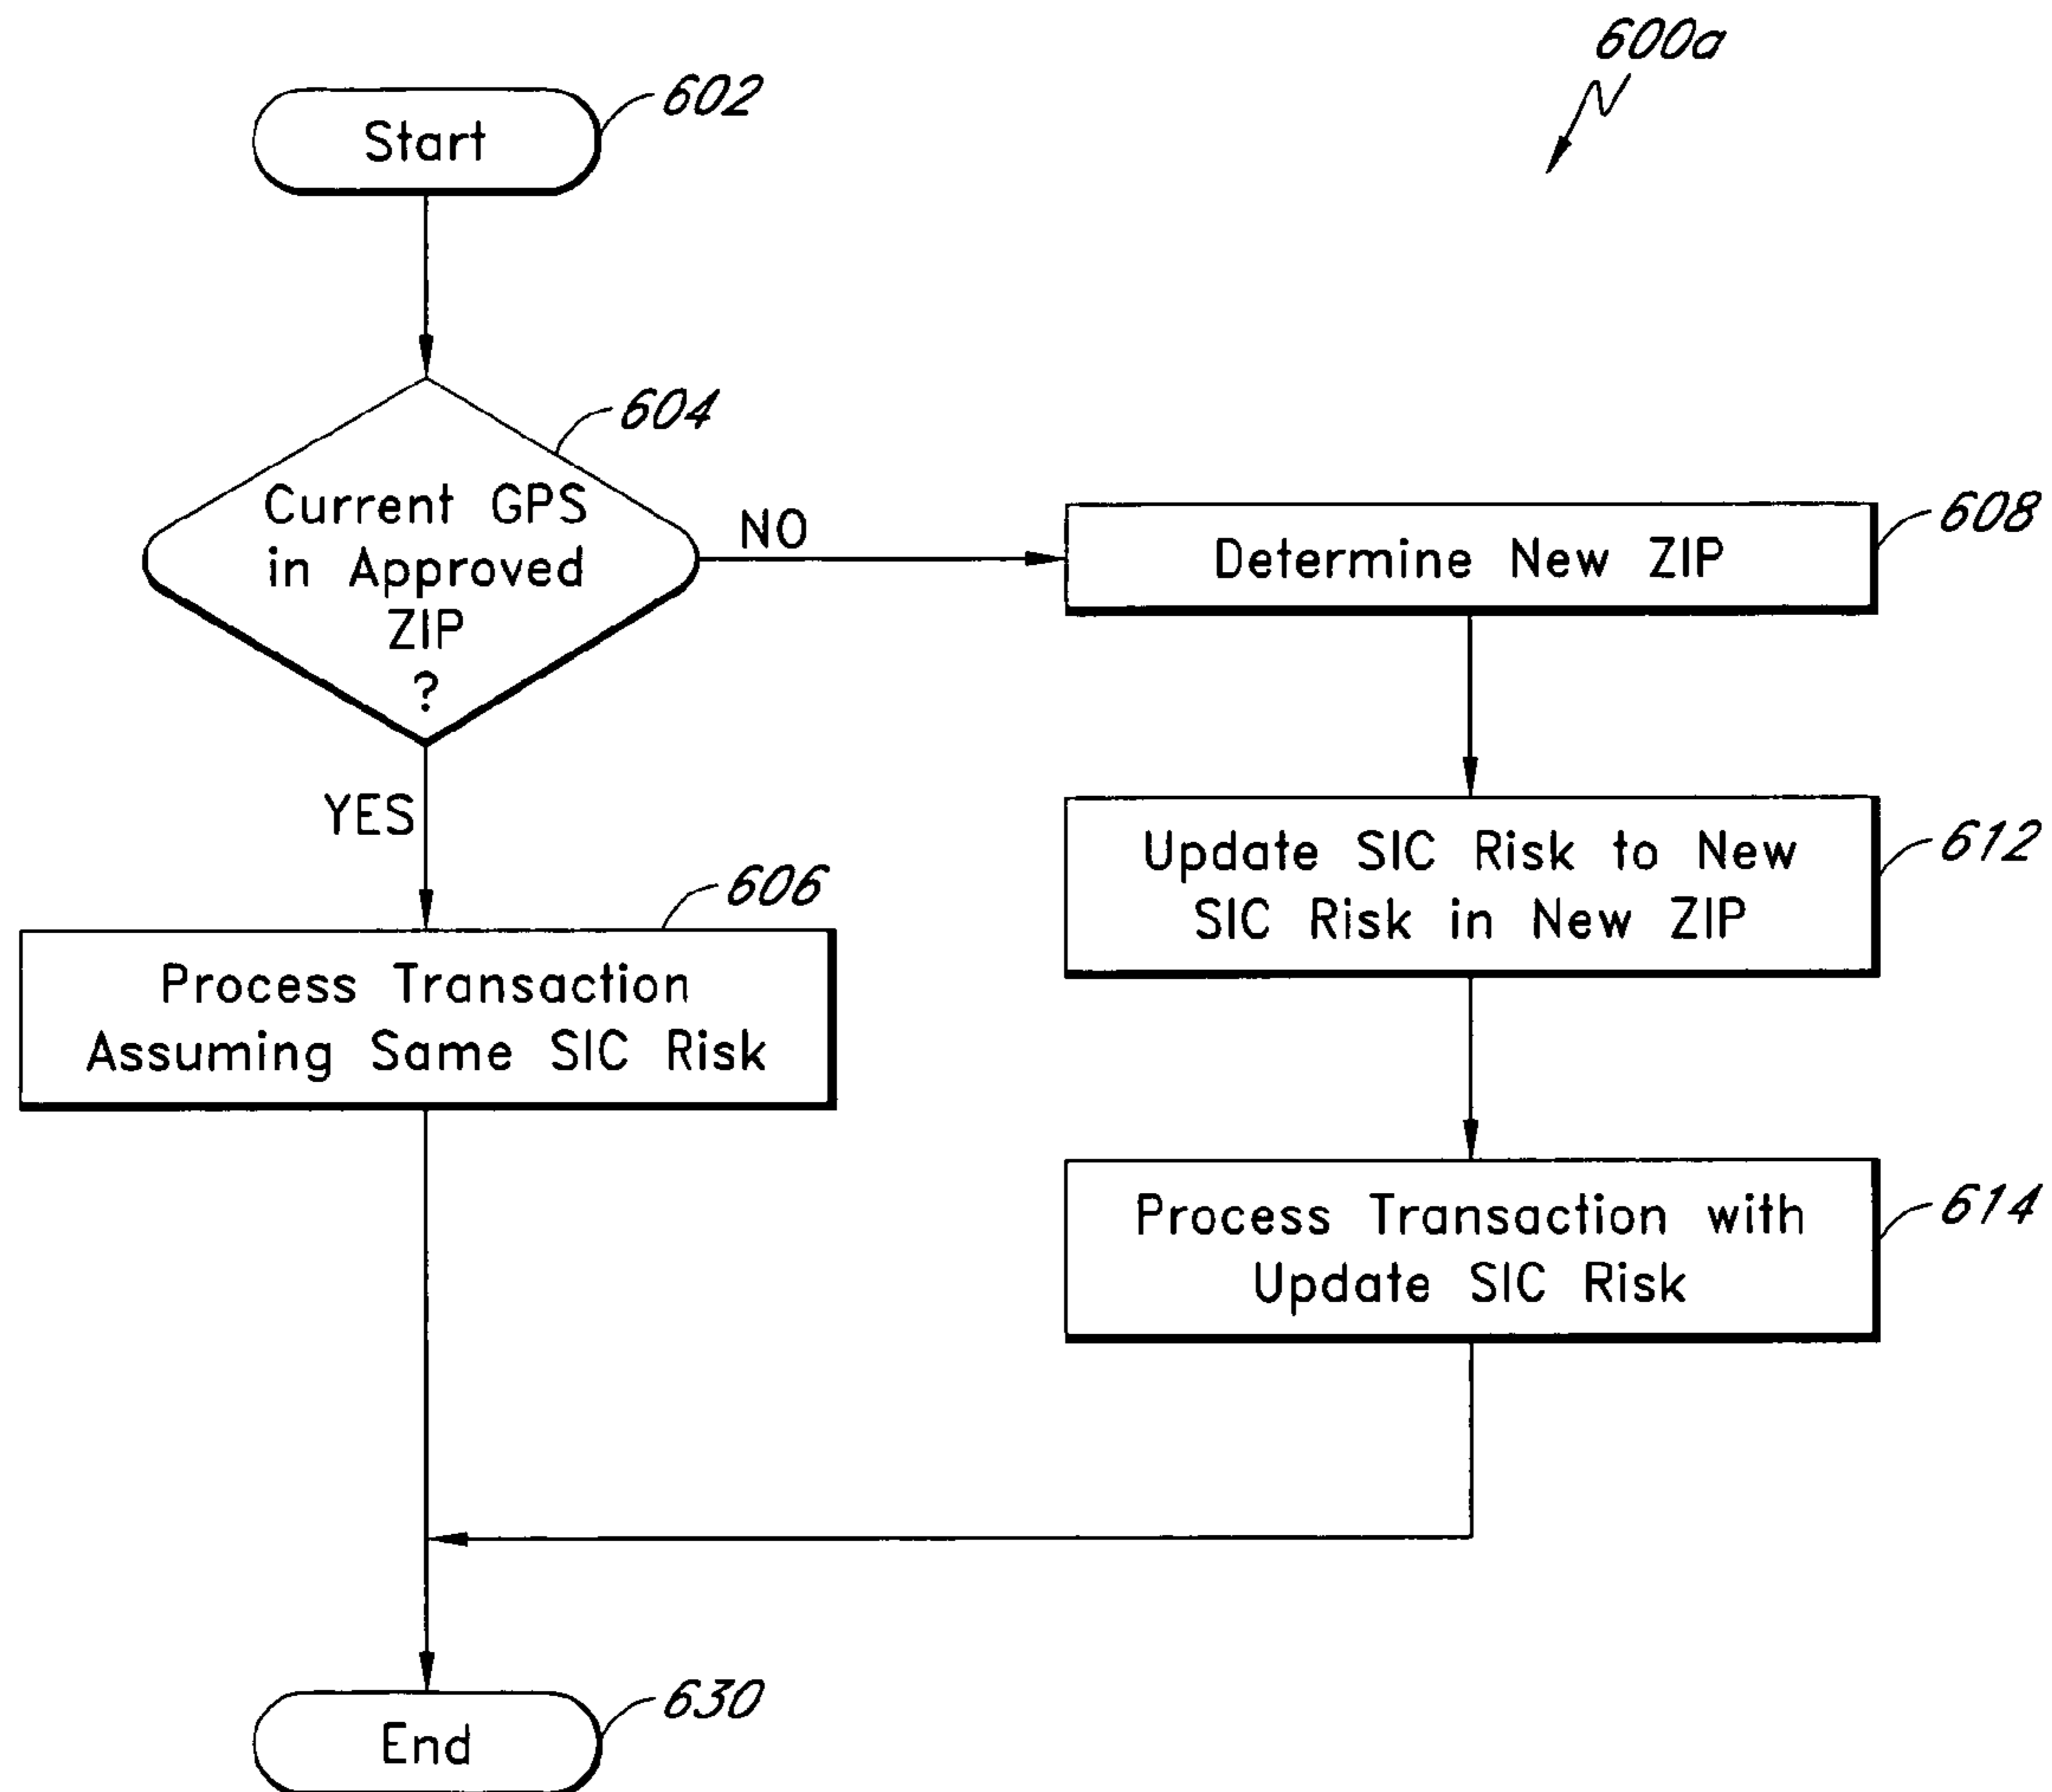 600a
602
Start
604
Current GPS
in Approved
ZIP
?
NO
608
Determine New ZIP
YES
612
Update SIC Risk to New
SIC Risk in New ZIP
606
Process Transaction
Assuming Same SIC Risk
614
Process Transaction with
Update SIC Risk
630
End